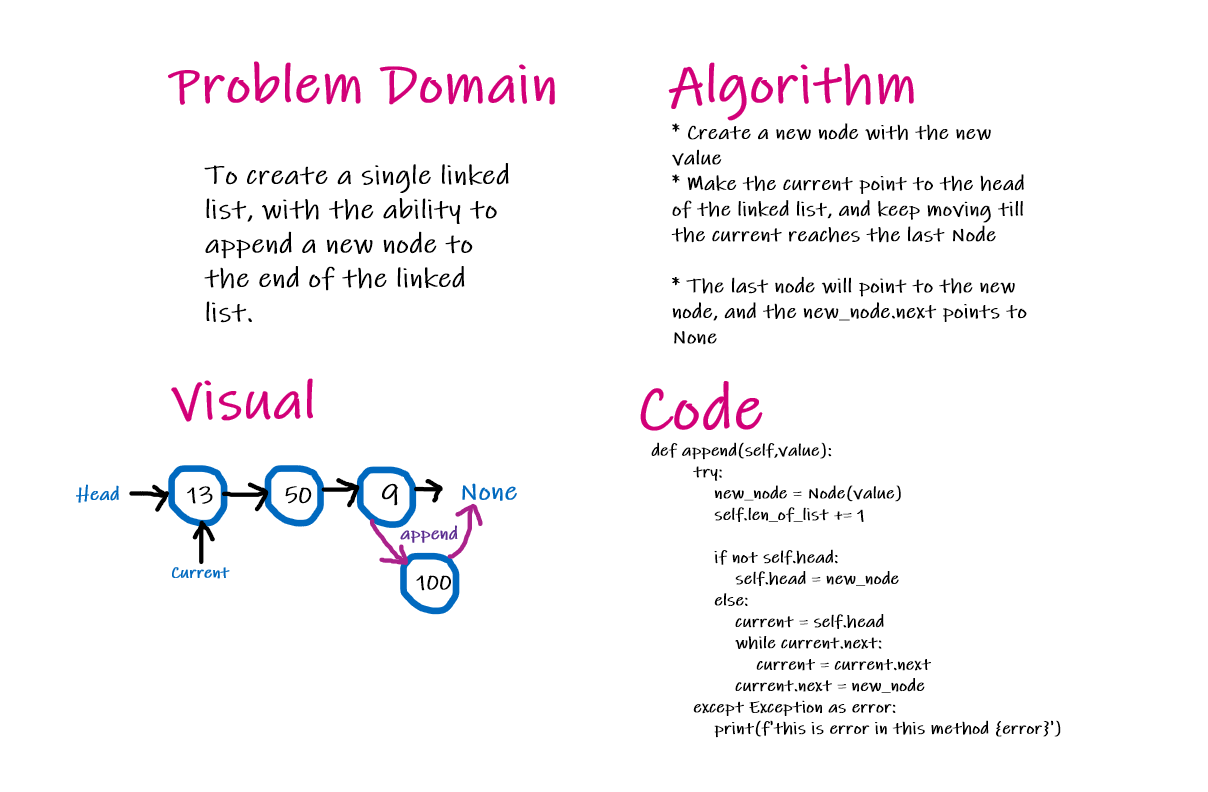 Problem Domain
To create a single linked
list, with the ability to
append a new node to
the end of the linked
list.
Algorithm
* Create a new node with the new
value
* Make the current point to the head
of the linked list, and keep moving till
the current reaches the last Node
* The last node will point to the new
node, and the new_node.next points to
None
Visual
Head
13
50
9
None
append
Current
100
Code
def append(self,value):
try:
new_node = Node(value)
self.len_of_list += 1
if not self.head:
self.head = new_node
else:
current = self.head
while current.next:
current = current.next
current.next = new_node
except Exception as error:
print(f'this is error in this method {error}')